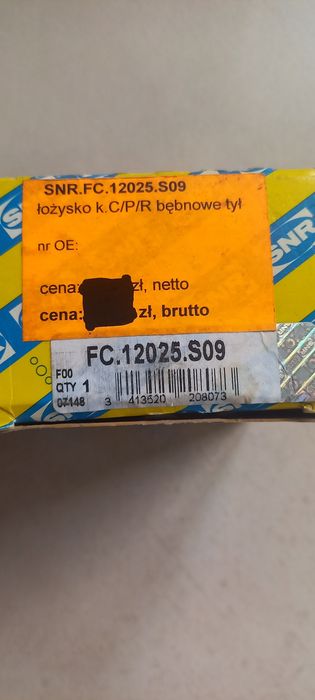 SNR.FC.12025.S09
łożysko k.C/P/R bębnowe tył
nr OE:
cena: zł, netto
cena: zł, brutto
SNR
SNR
FC.12025.S09
F00
QTY 1
07148
3 413520 208073